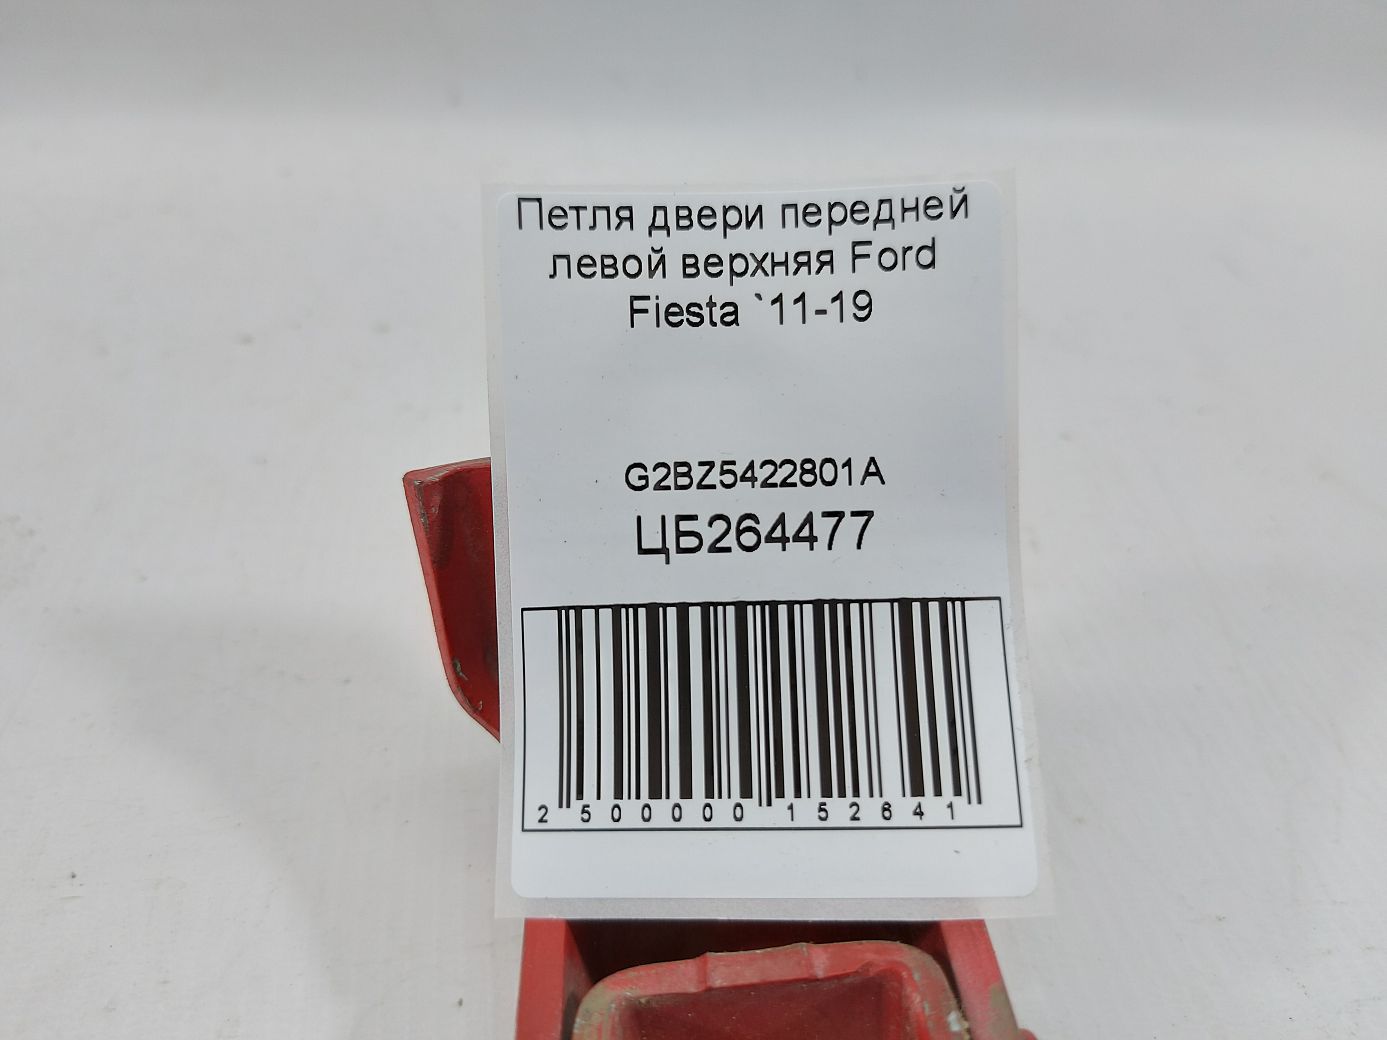 Петля двери передней
левой верхняя Ford
Fiesta `11-19
G2BZ5422801A
ЦБ264477
2 500000 152641